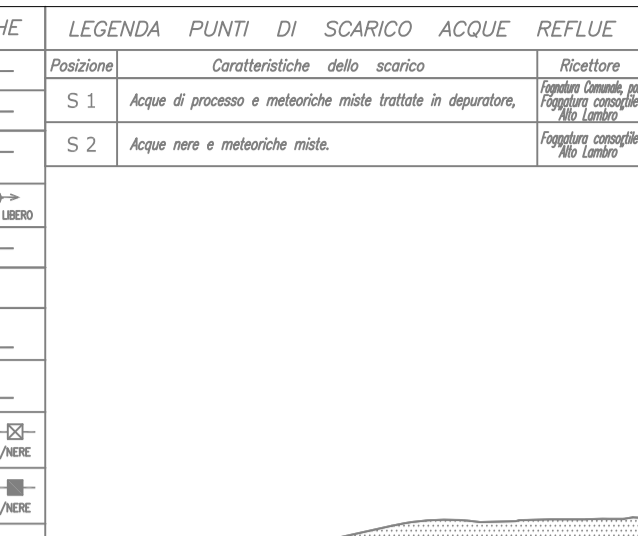 HE
LEGENDA PUNTI DI SCARICO ACQUE REFLUE
Posizione Caratteristiche dello scarico Ricettore
S 1 Acque di processo e meteoriche miste trattate in depuratore,
Fognatura Comunale, po
Fognatura consortile
Alto Lambro
S 2 Acque nere e meteoriche miste.
Fognatura consortile
Alto Lambro
LIBERO
/NERE
/NERE